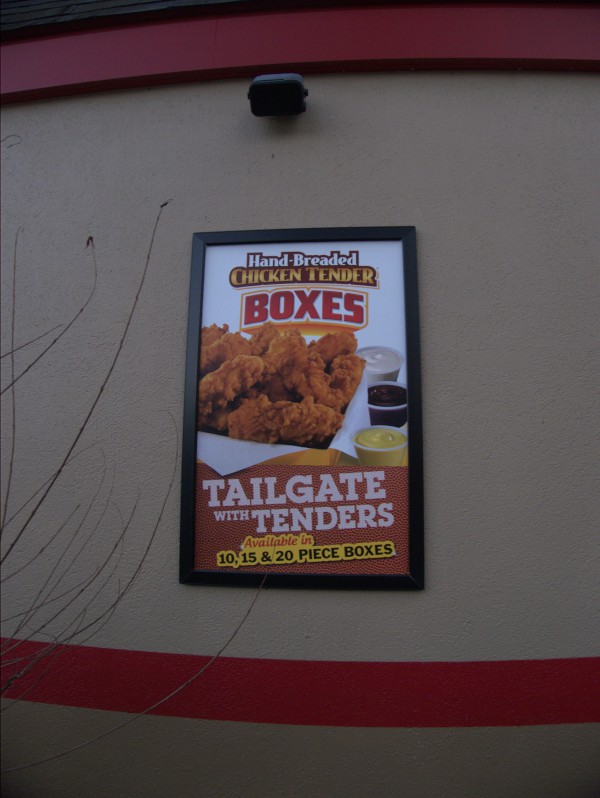 Hand-Breaded
CHICKEN TENDER
BOXES
TAILGATE
WITH TENDERS
Available in
10, 15 & 20 PIECE BOXES